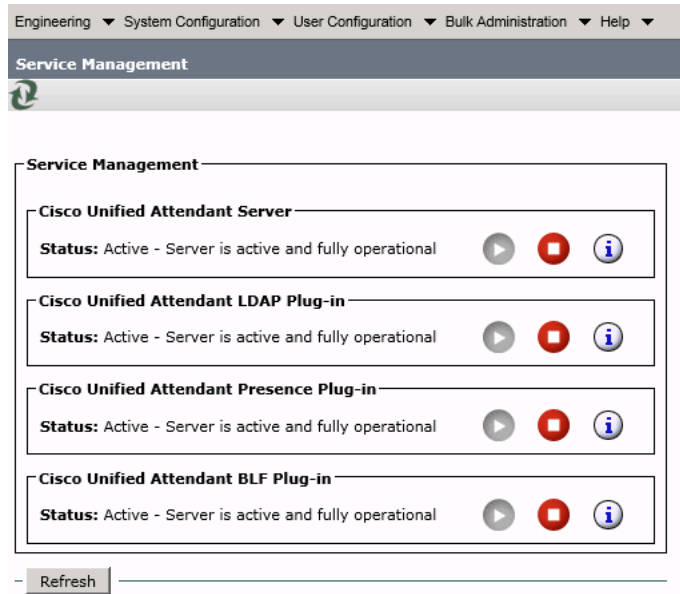 Engineering System Configuration User Configuration Bulk Administration Help
Service Management
Service Management
Cisco Unified Attendant Server
Status: Active - Server is active and fully operational
Cisco Unified Attendant LDAP Plug-in
Status: Active - Server is active and fully operational
Cisco Unified Attendant Presence Plug-in
Status: Active - Server is active and fully operational
Cisco Unified Attendant BLF Plug-in
Status: Active - Server is active and fully operational
Refresh